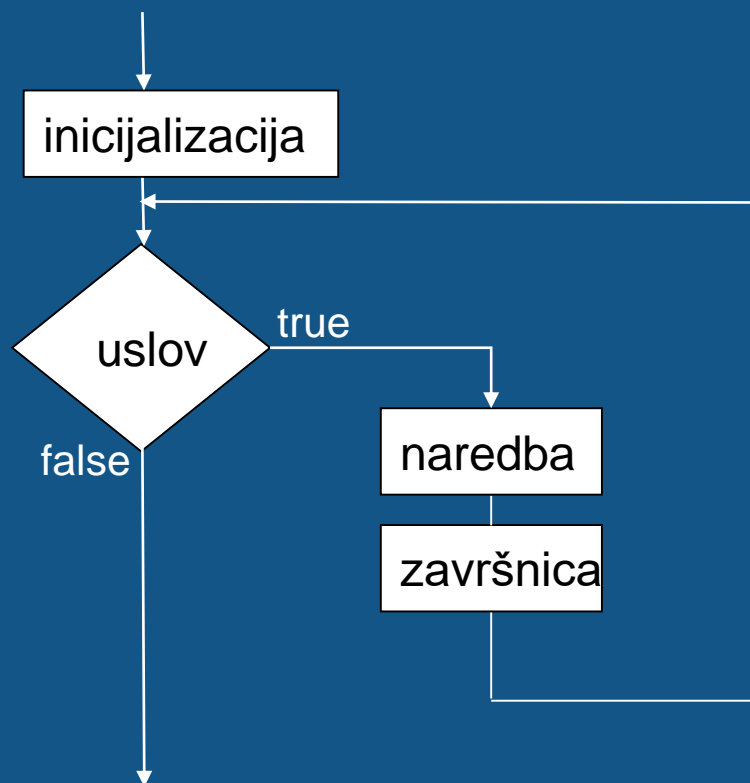 inicijalizacija
uslov
true
false
naredba
završnica